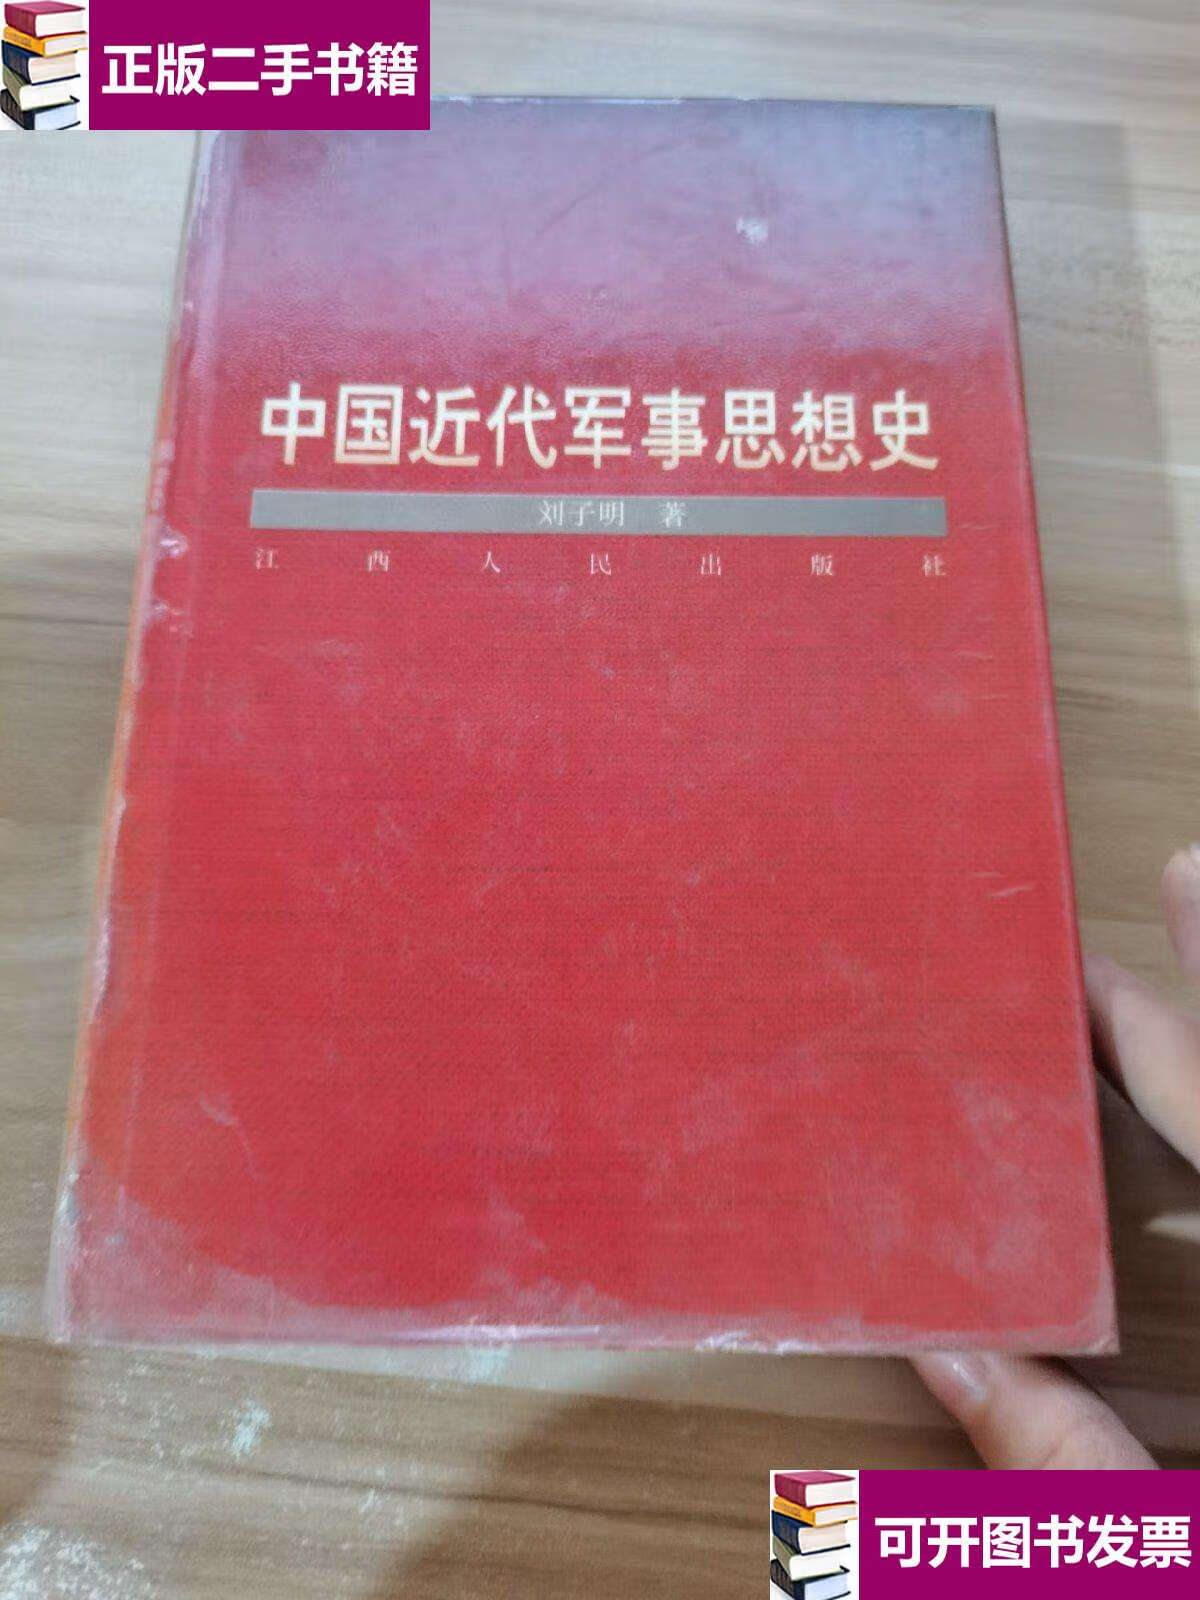 正版二手书籍
中国近代军事思想史
刘子明 著
江西人民出版社
可开图书发票